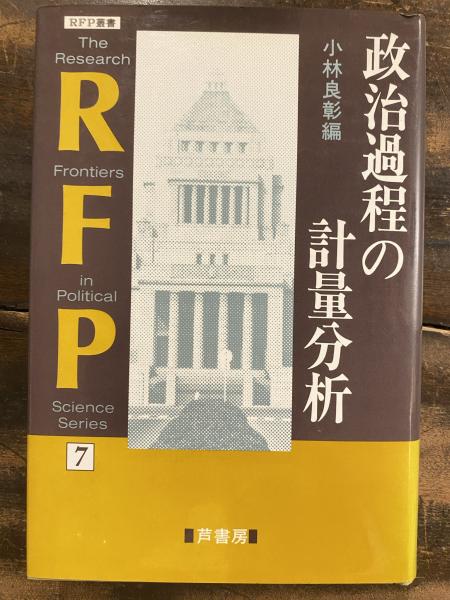 RFP叢書
The
Research
R
Frontiers
F
in
Political
P
Science
Series
7
政治過程の
計量分析
小林良彰編
芦書房